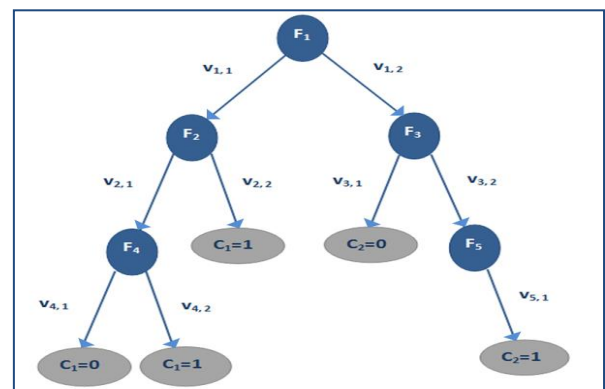 F1
v1,1
v1,2
F2
F3
v2,1
v2,2
v3,1
v3,2
F4
C1=1
C2=0
F5
v4,1
v4,2
v5,1
C1=0
C1=1
C2=1